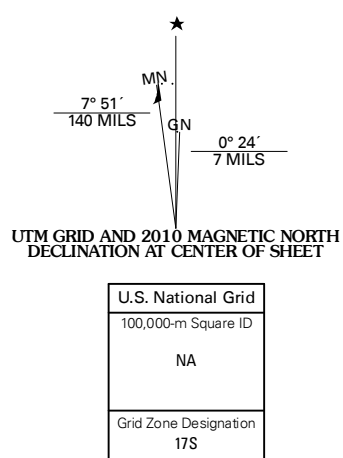 MN
GN
7° 51´
140 MILS
0° 24´
7 MILS
UTM GRID AND 2010 MAGNETIC NORTH
DECLINATION AT CENTER OF SHEET
U.S. National Grid
100,000-m Square ID
NA
Grid Zone Designation
17S